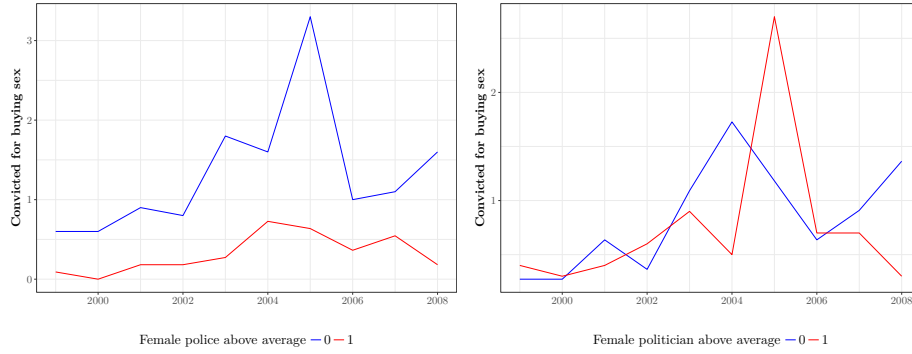 Convicted for buying sex
3
2
1
0
2000 2002 2004 2006 2008
Female police above average 0 1
Convicted for buying sex
2
1
2000 2002 2004 2006 2008
Female politician above average 0 1